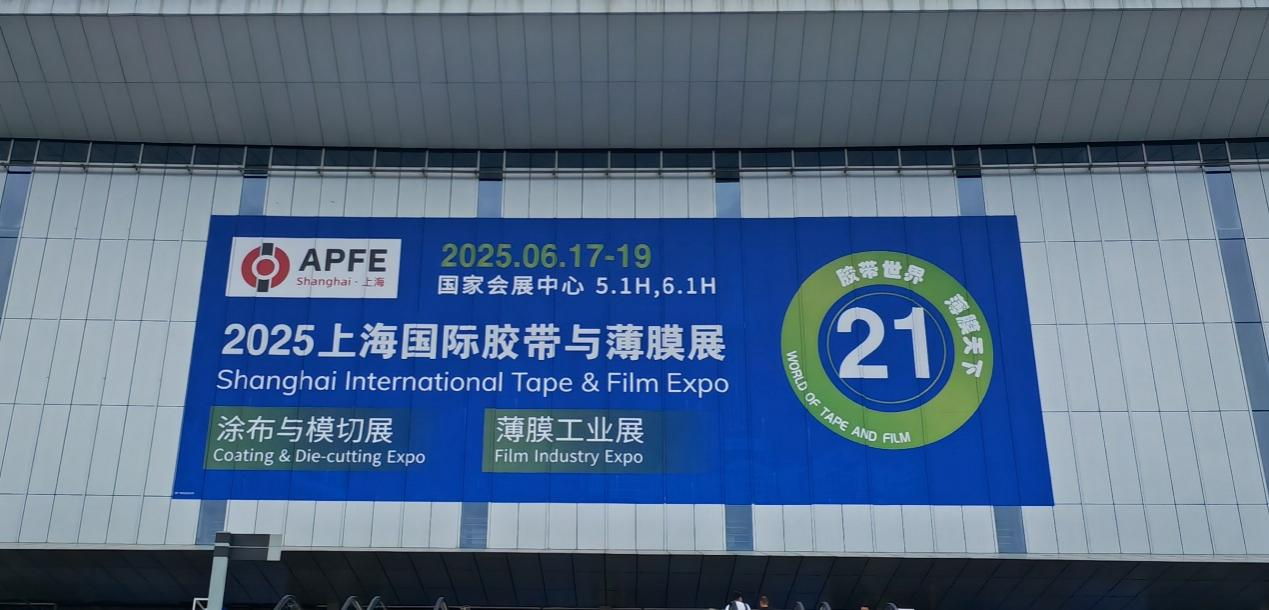 APFE
Shanghai · 上海
2025.06.17-19
国家会展中心 5.1H,6.1H
2025上海国际胶带与薄膜展
Shanghai International Tape & Film Expo
涂布与模切展
Coating & Die-cutting Expo
薄膜工业展
Film Industry Expo
胶带世界 薄膜天下
21
WORLD OF TAPE AND FILM